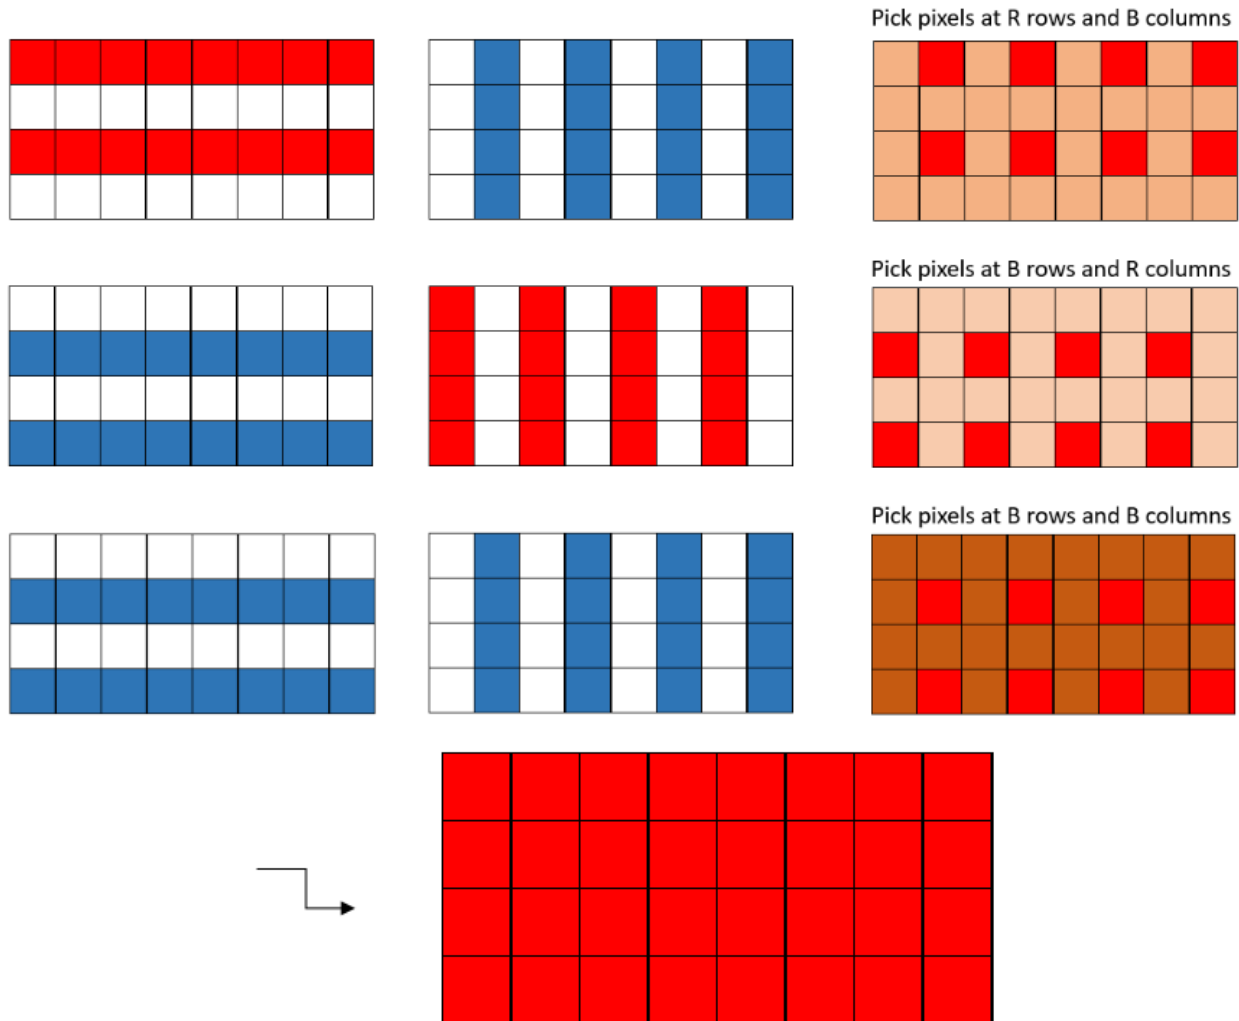 Pick pixels at R rows and B columns
Pick pixels at B rows and R columns
Pick pixels at B rows and B columns